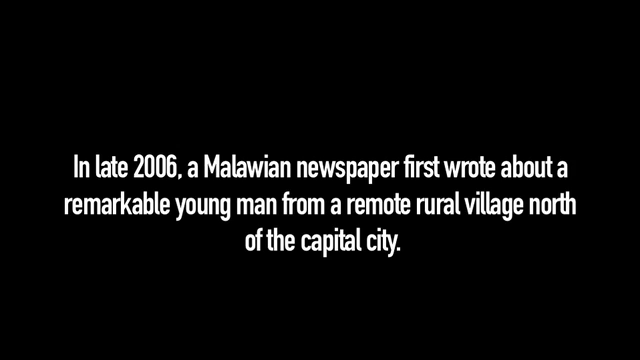 In late 2006, a Malawian newspaper first wrote about a
remarkable young man from a remote rural village north
of the capital city.